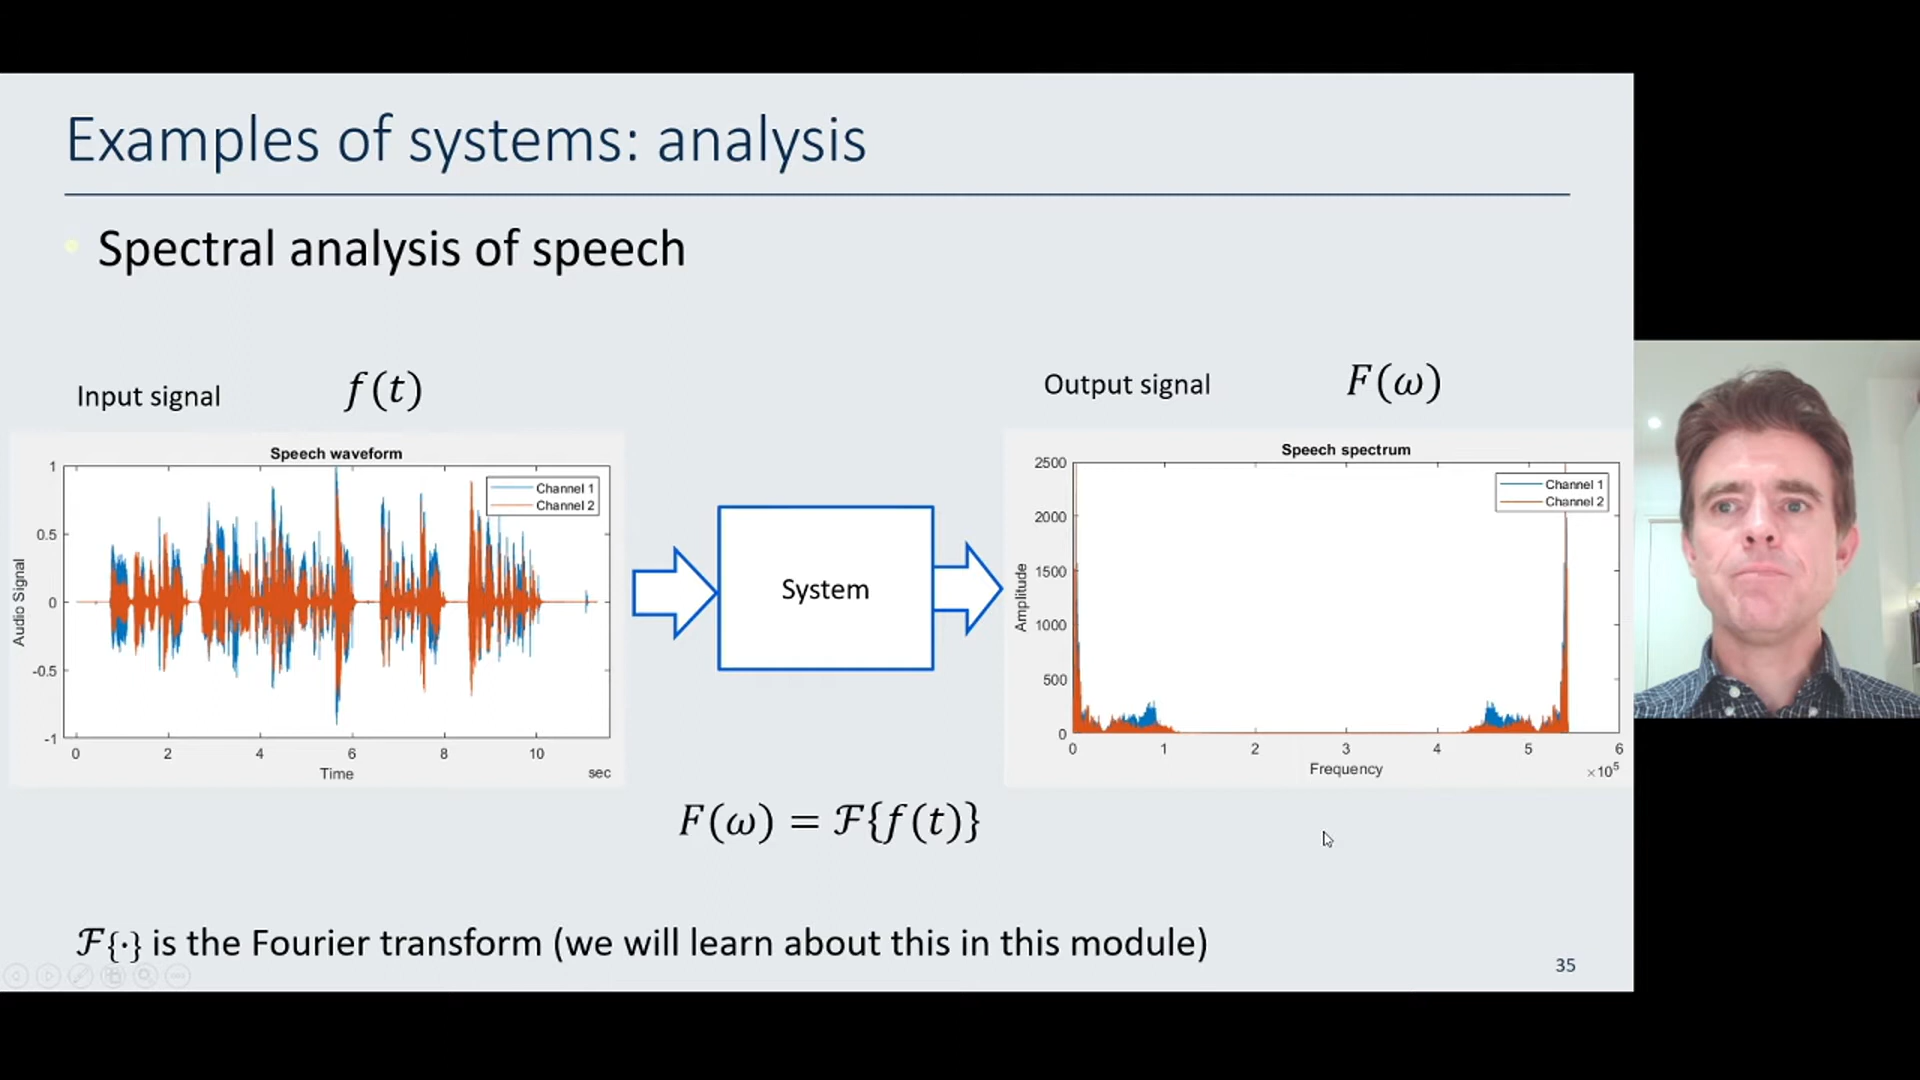 Examples of systems: analysis
• Spectral analysis of speech
Input signal f(t)
Output signal F(ω)
Speech waveform
Channel 1
Channel 2
1
0.5
0
-0.5
-1
Audio Signal
0 2 4 6 8 10
Time
sec
System
Speech spectrum
Channel 1
Channel 2
2500
2000
1500
1000
500
0
Amplitude
0 1 2 3 4 5 6
Frequency
×10⁵
F(ω) = ℱ{f(t)}
ℱ{·} is the Fourier transform (we will learn about this in this module)
35